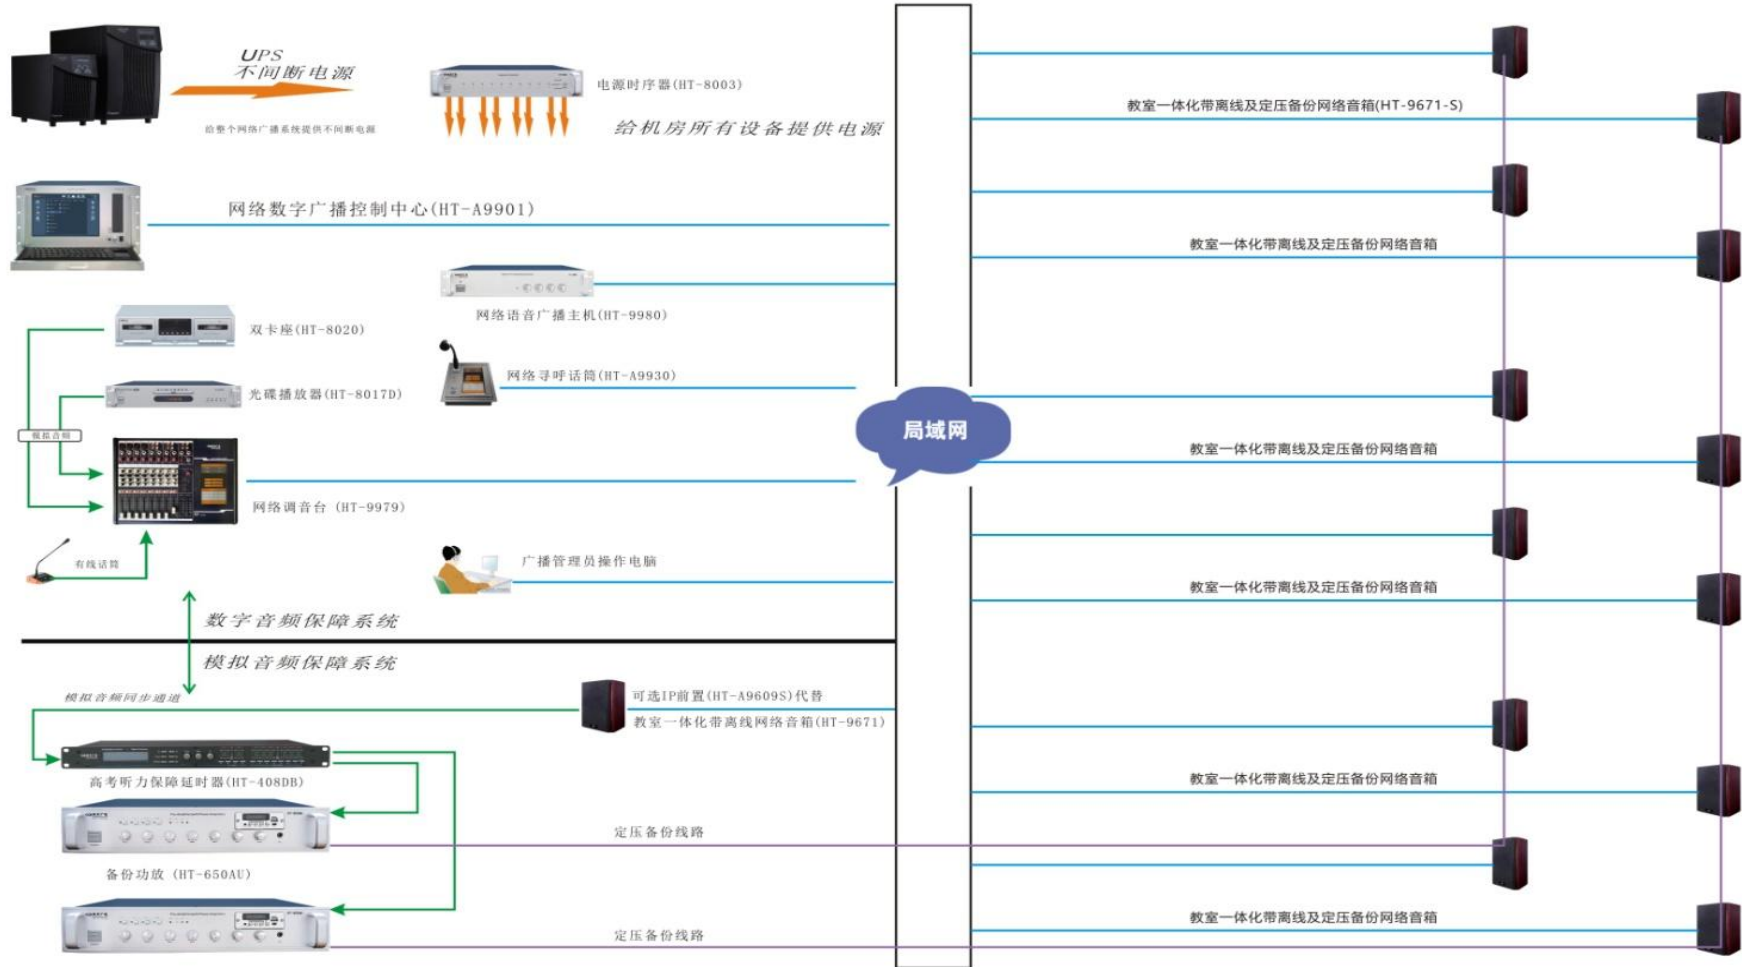 UPS
不间断电源
给整个网络广播系统提供不间断电源
电源时序器(HT-8003)
给机房所有设备提供电源
网络数字广播控制中心(HT-A9901)
网络语音广播主机(HT-9980)
双卡座(HT-8020)
网络寻呼话筒(HT-A9930)
光碟播放器(HT-8017D)
模拟音频
网络调音台 (HT-9979)
有线话筒
广播管理员操作电脑
数字音频保障系统
模拟音频保障系统
模拟音频同步通道
可选IP前置(HT-A9609S)代替
教室一体化带离线网络音箱(HT-9671)
高考听力保障延时器(HT-408DB)
定压备份线路
备份功放 (HT-650AU)
定压备份线路
局域网
教室一体化带离线及定压备份网络音箱(HT-9671-S)
教室一体化带离线及定压备份网络音箱
教室一体化带离线及定压备份网络音箱
教室一体化带离线及定压备份网络音箱
教室一体化带离线及定压备份网络音箱
教室一体化带离线及定压备份网络音箱